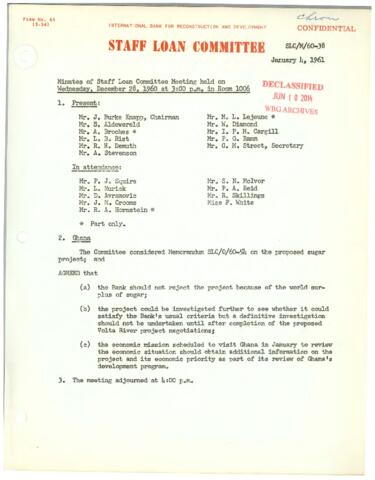 FORM No. 65
(5-54)
INTERNATIONAL BANK FOR RECONSTRUCTION AND DEVELOPMENT
chron
CONFIDENTIAL
STAFF LOAN COMMITTEE
SLC/M/60-38
January 4, 1961
Minutes of Staff Loan Committee Meeting held on
Wednesday, December 28, 1960 at 3:00 p.m. in Room 1006
DECLASSIFIED
JUN 10 2014
WBG ARCHIVES
1. Present:
Mr. J. Burke Knapp, Chairman
Mr. S. Aldewereld
Mr. A. Broches *
Mr. L. B. Rist
Mr. R. H. Demuth
Mr. A. Stevenson
Mr. M. L. Lejeune *
Mr. W. Diamond
Mr. I. P. M. Cargill
Mr. P. G. Ramm
Mr. G. M. Street, Secretary
In attendance:
Mr. P. J. Squire
Mr. L. Nurick
Mr. D. Avramovic
Mr. J. M. Crooms
Mr. R. A. Hornstein *
Mr. S. N. McIvor
Mr. P. A. Reid
Mr. R. Skillings
Miss P. White
* Part only.
2. Ghana
The Committee considered Memorandum SLC/O/60-54 on the proposed sugar
project; and
AGREED that
(a) the Bank should not reject the project because of the world sur-
plus of sugar;
(b) the project could be investigated further to see whether it could
satisfy the Bank's usual criteria but a definitive investigation
should not be undertaken until after completion of the proposed
Volta River project negotiations;
(c) the economic mission scheduled to visit Ghana in January to review
the economic situation should obtain additional information on the
project and its economic priority as part of its review of Ghana's
development program.
3. The meeting adjourned at 4:00 p.m.